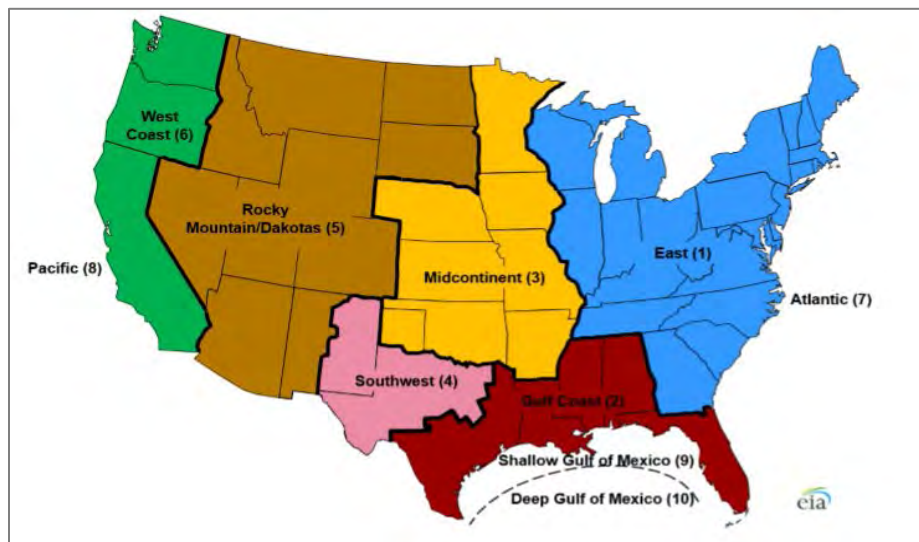 West
Coast (6)
Rocky
Mountain/Dakotas (5)
East (1)
Pacific (8)
Midcontinent (3)
Atlantic (7)
Southwest (4)
Gulf Coast (2)
Shallow Gulf of Mexico (9)
Deep Gulf of Mexico (10)
eia